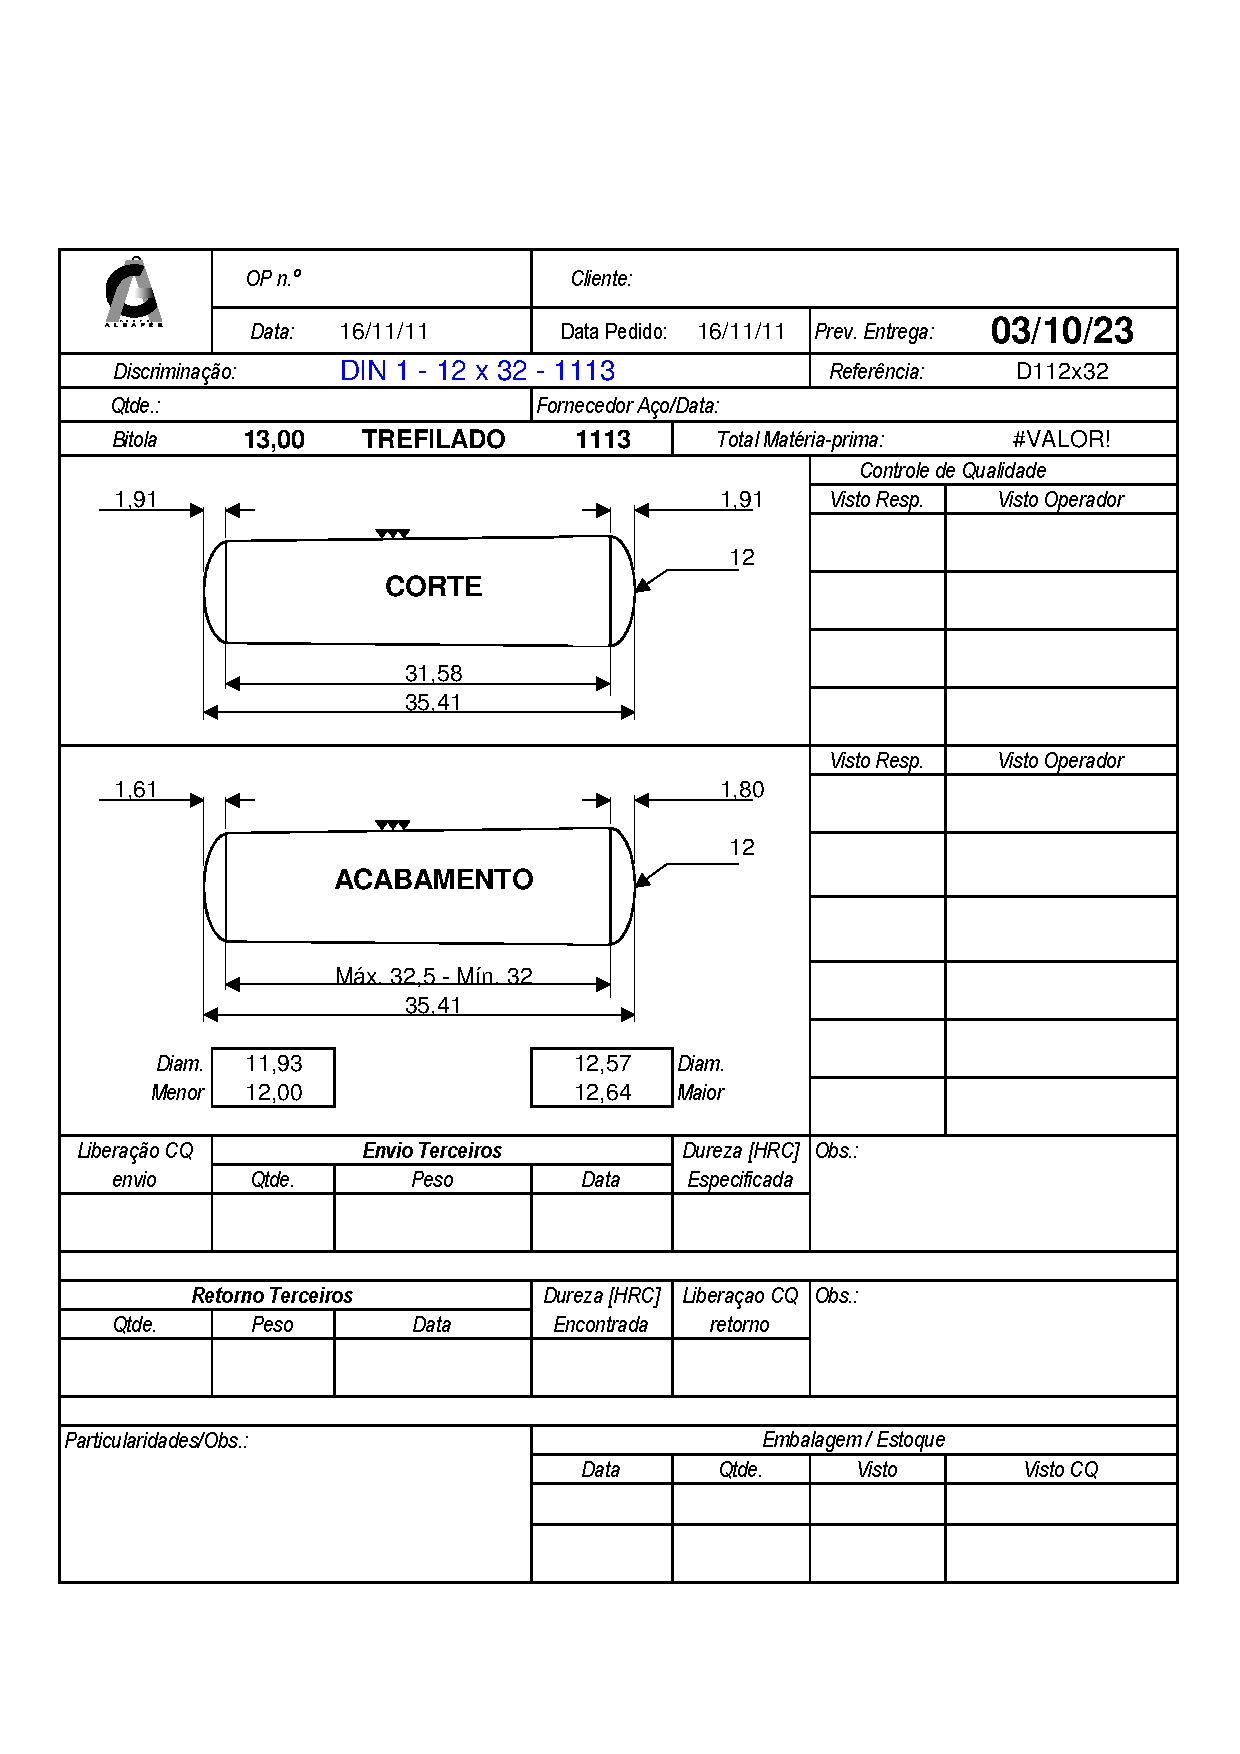 ALBAPER
OP n.º Cliente:
Data: 16/11/11 Data Pedido: 16/11/11 Prev. Entrega: 03/10/23
Discriminação: DIN 1 - 12 x 32 - 1113 Referência: D112x32
Qtde.: Fornecedor Aço/Data:
Bitola 13,00 TREFILADO 1113 Total Matéria-prima: #VALOR!
Controle de Qualidade
1,91 1,91 Visto Resp. Visto Operador
12
CORTE
31,58
35,41
Visto Resp. Visto Operador
1,61 1,80
12
ACABAMENTO
Máx. 32,5 - Mín. 32
35,41
Diam. 11,93 12,57 Diam.
Menor 12,00 12,64 Maior
Liberação CQ Envio Terceiros Dureza [HRC] Obs.:
envio Qtde. Peso Data Especificada
Retorno Terceiros Dureza [HRC] Liberaçao CQ Obs.:
Qtde. Peso Data Encontrada retorno
Particularidades/Obs.: Embalagem / Estoque
Data Qtde. Visto Visto CQ